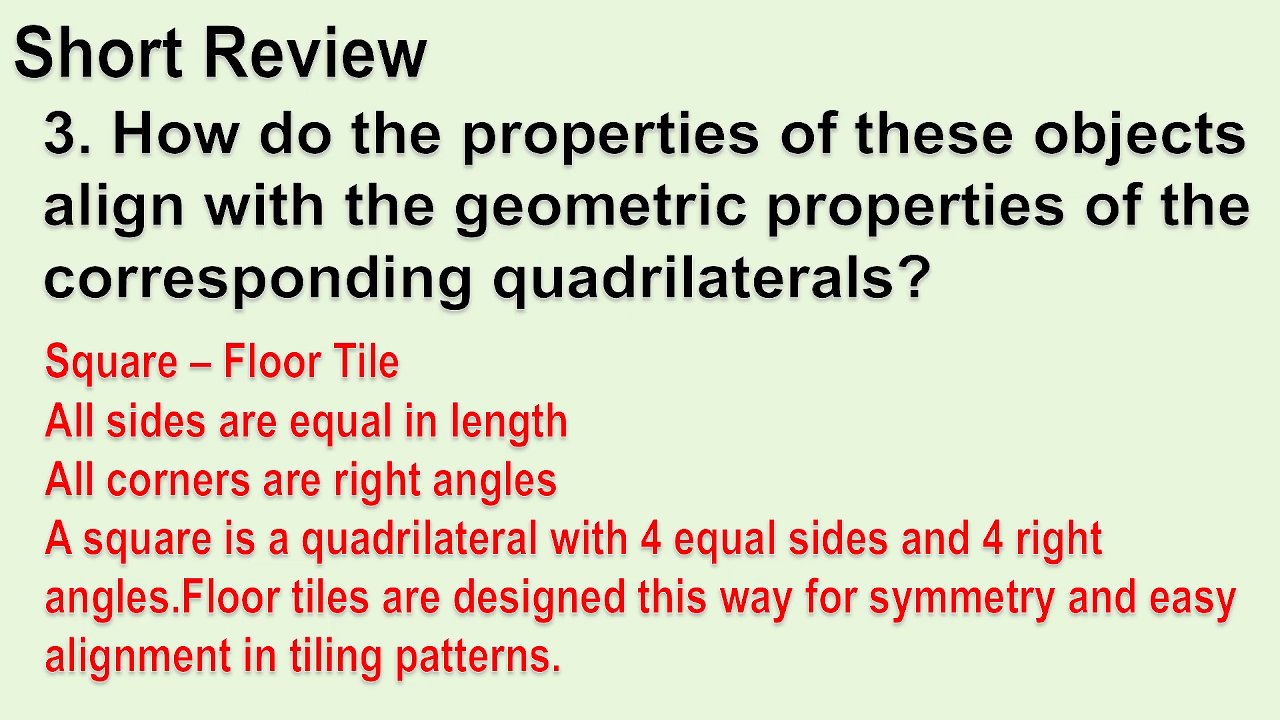 Short Review
3. How do the properties of these objects
align with the geometric properties of the
corresponding quadrilaterals?
Square – Floor Tile
All sides are equal in length
All corners are right angles
A square is a quadrilateral with 4 equal sides and 4 right
angles.Floor tiles are designed this way for symmetry and easy
alignment in tiling patterns.